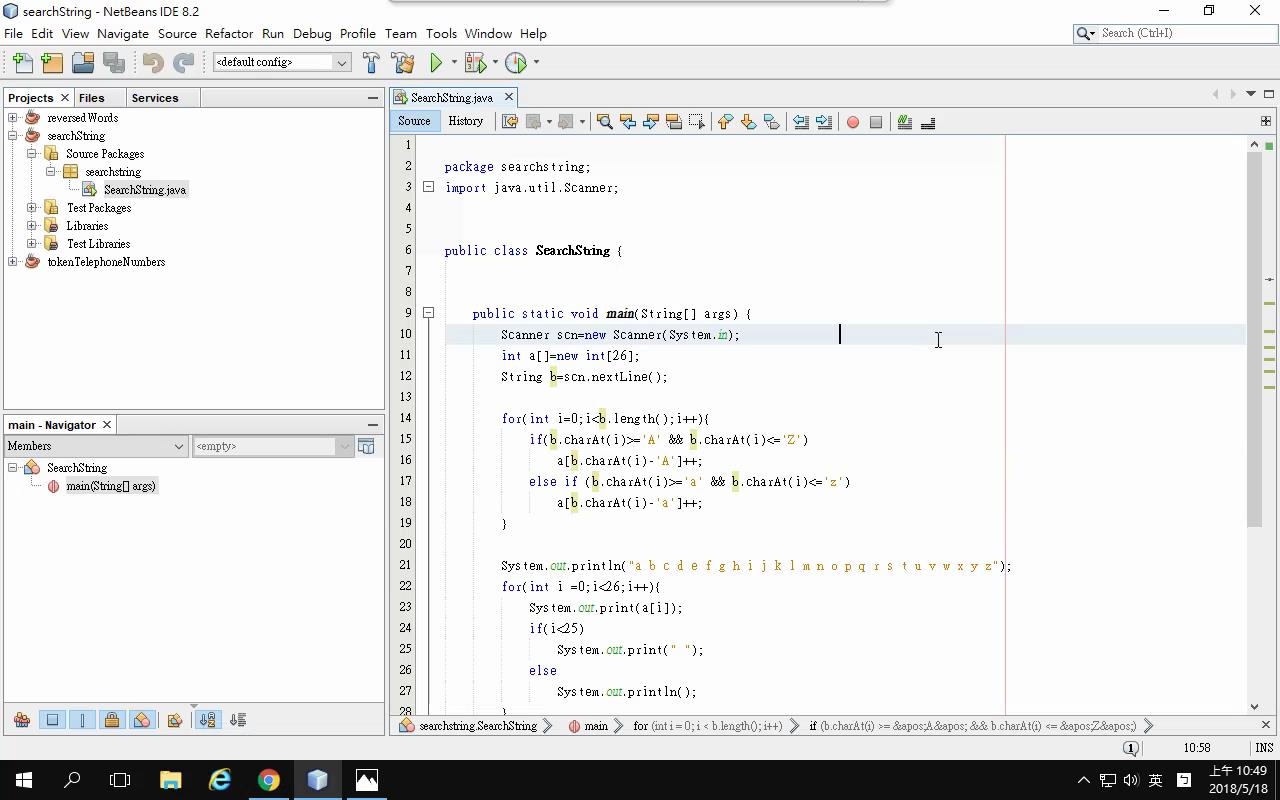 searchString - NetBeans IDE 8.2
File Edit View Navigate Source Refactor Run Debug Profile Team Tools Window Help
Search (Ctrl+I)
<default config>
Projects Files Services
reversedWords
searchString
Source Packages
searchstring
SearchString.java
Test Packages
Libraries
Test Libraries
tokenTelephoneNumbers
main - Navigator
Members <empty>
SearchString
main(String[] args)
SearchString.java
Source History
1
2 package searchstring;
3 import java.util.Scanner;
4
5
6 public class SearchString {
7
8
9 public static void main(String[] args) {
10 Scanner scn=new Scanner(System.in);
11 int a[]=new int[26];
12 String b=scn.nextLine();
13
14 for(int i=0;i<b.length();i++){
15 if(b.charAt(i)>='A' && b.charAt(i)<='Z')
16 a[b.charAt(i)-'A']++;
17 else if (b.charAt(i)>='a' && b.charAt(i)<='z')
18 a[b.charAt(i)-'a']++;
19 }
20
21 System.out.println("a b c d e f g h i j k l m n o p q r s t u v w x y z");
22 for(int i =0;i<26;i++){
23 System.out.print(a[i]);
24 if(i<25)
25 System.out.print(" ");
26 else
27 System.out.println();
28 }
searchstring.SearchString main for (int i = 0; i < b.length(); i++) if (b.charAt(i) >= &apos;A&apos; && b.charAt(i) <= &apos;Z&apos;)
1 10:58 INS
英 上午 10:49
2018/5/18